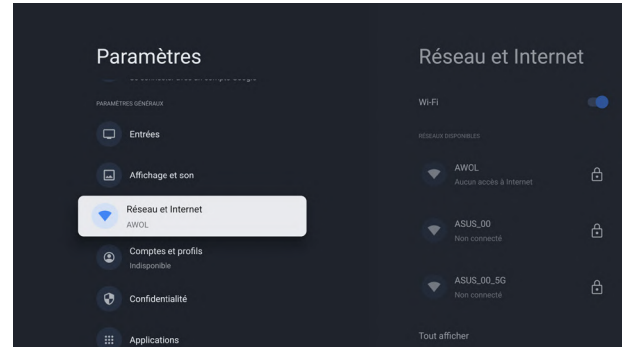 Paramètres
PARAMÈTRES GÉNÉRAUX
Entrées
Affichage et son
Réseau et Internet
AWOL
Comptes et profils
Indisponible
Confidentialité
Applications
Réseau et Internet
Wi-Fi
RÉSEAUX DISPONIBLES
AWOL
Aucun accès à Internet
ASUS_00
Non connecté
ASUS_00_5G
Non connecté
Tout afficher